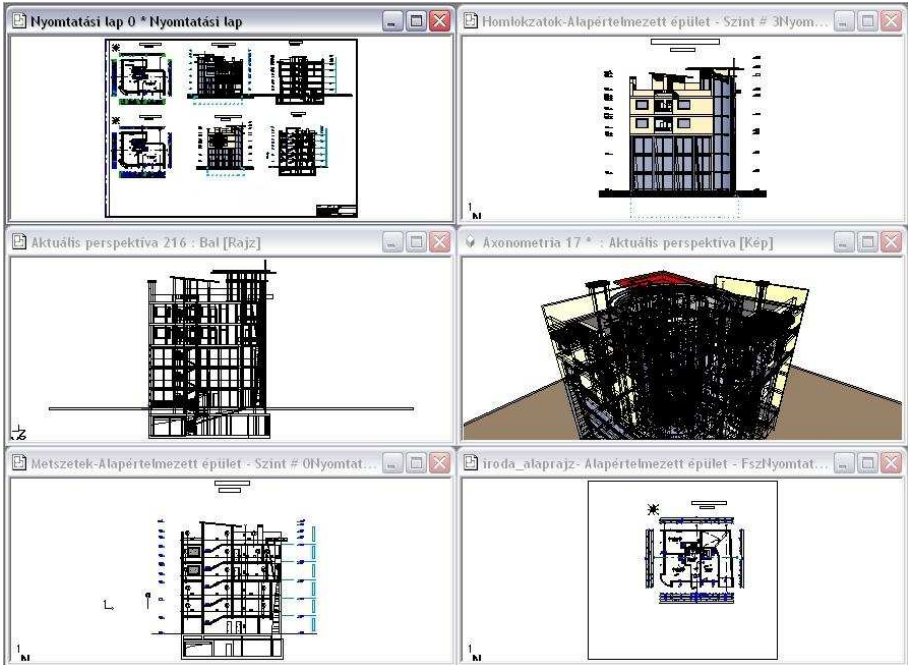 Nyomtatási lap 0 * Nyomtatási lap
Homlokzatok-Alapértelmezett épület - Szint # 3Nyom...
Aktuális perspektíva 216 : Bal [Rajz]
Axonometria 17 * : Aktuális perspektíva [Kép]
Metszetek-Alapértelmezett épület - Szint # 0Nyomtat...
iroda_alaprajz- Alapértelmezett épület - FszNyomtat...